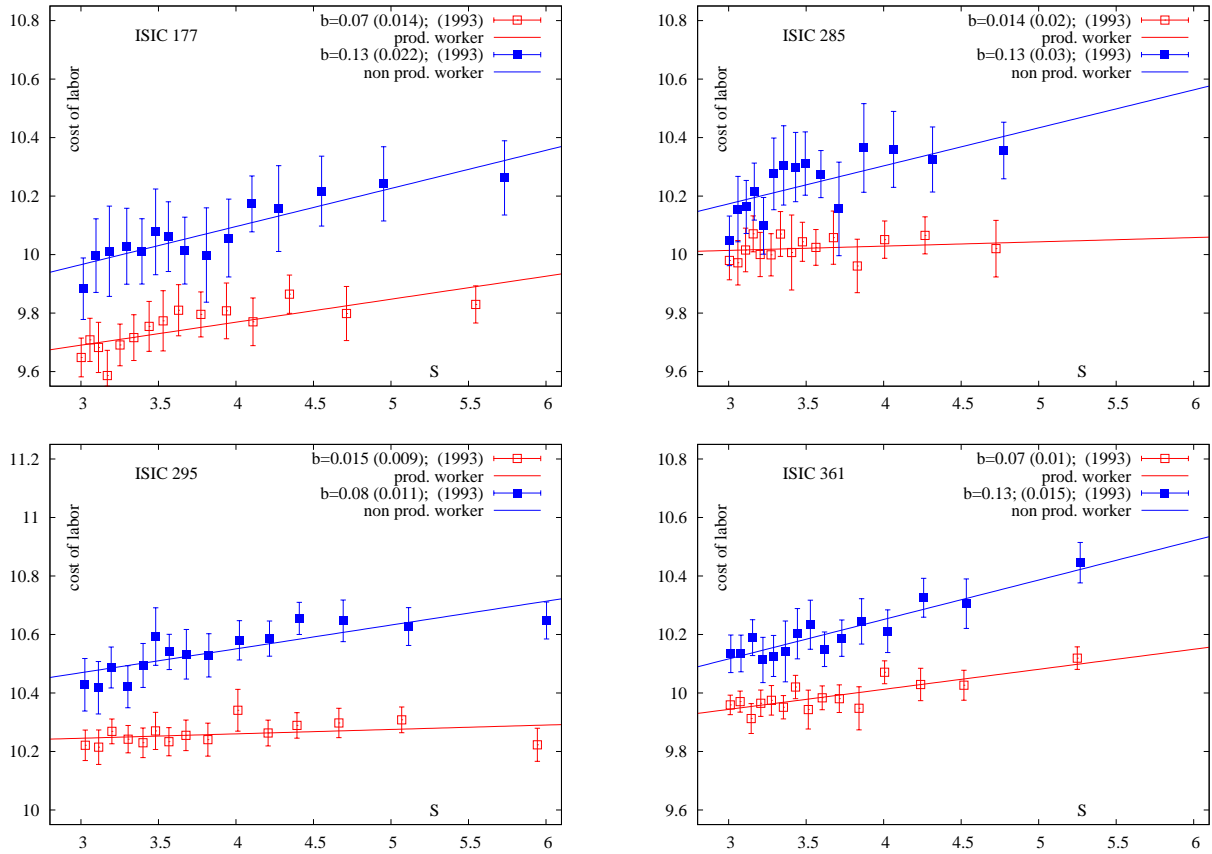 ISIC 177
b=0.07 (0.014);  (1993)
prod. worker
b=0.13 (0.022);  (1993)
non prod. worker
cost of labor
10.8
10.6
10.4
10.2
10
9.8
9.6
S
3 3.5 4 4.5 5 5.5 6
ISIC 285
b=0.014 (0.02);  (1993)
prod. worker
b=0.13 (0.03);  (1993)
non prod. worker
cost of labor
10.8
10.6
10.4
10.2
10
9.8
9.6
S
3 3.5 4 4.5 5 5.5 6
ISIC 295
b=0.015 (0.009);  (1993)
prod. worker
b=0.08 (0.011);  (1993)
non prod. worker
cost of labor
11.2
11
10.8
10.6
10.4
10.2
10
S
3 3.5 4 4.5 5 5.5 6
ISIC 361
b=0.07 (0.01);  (1993)
prod. worker
b=0.13; (0.015);  (1993)
non prod. worker
cost of labor
10.8
10.6
10.4
10.2
10
9.8
9.6
S
3 3.5 4 4.5 5 5.5 6